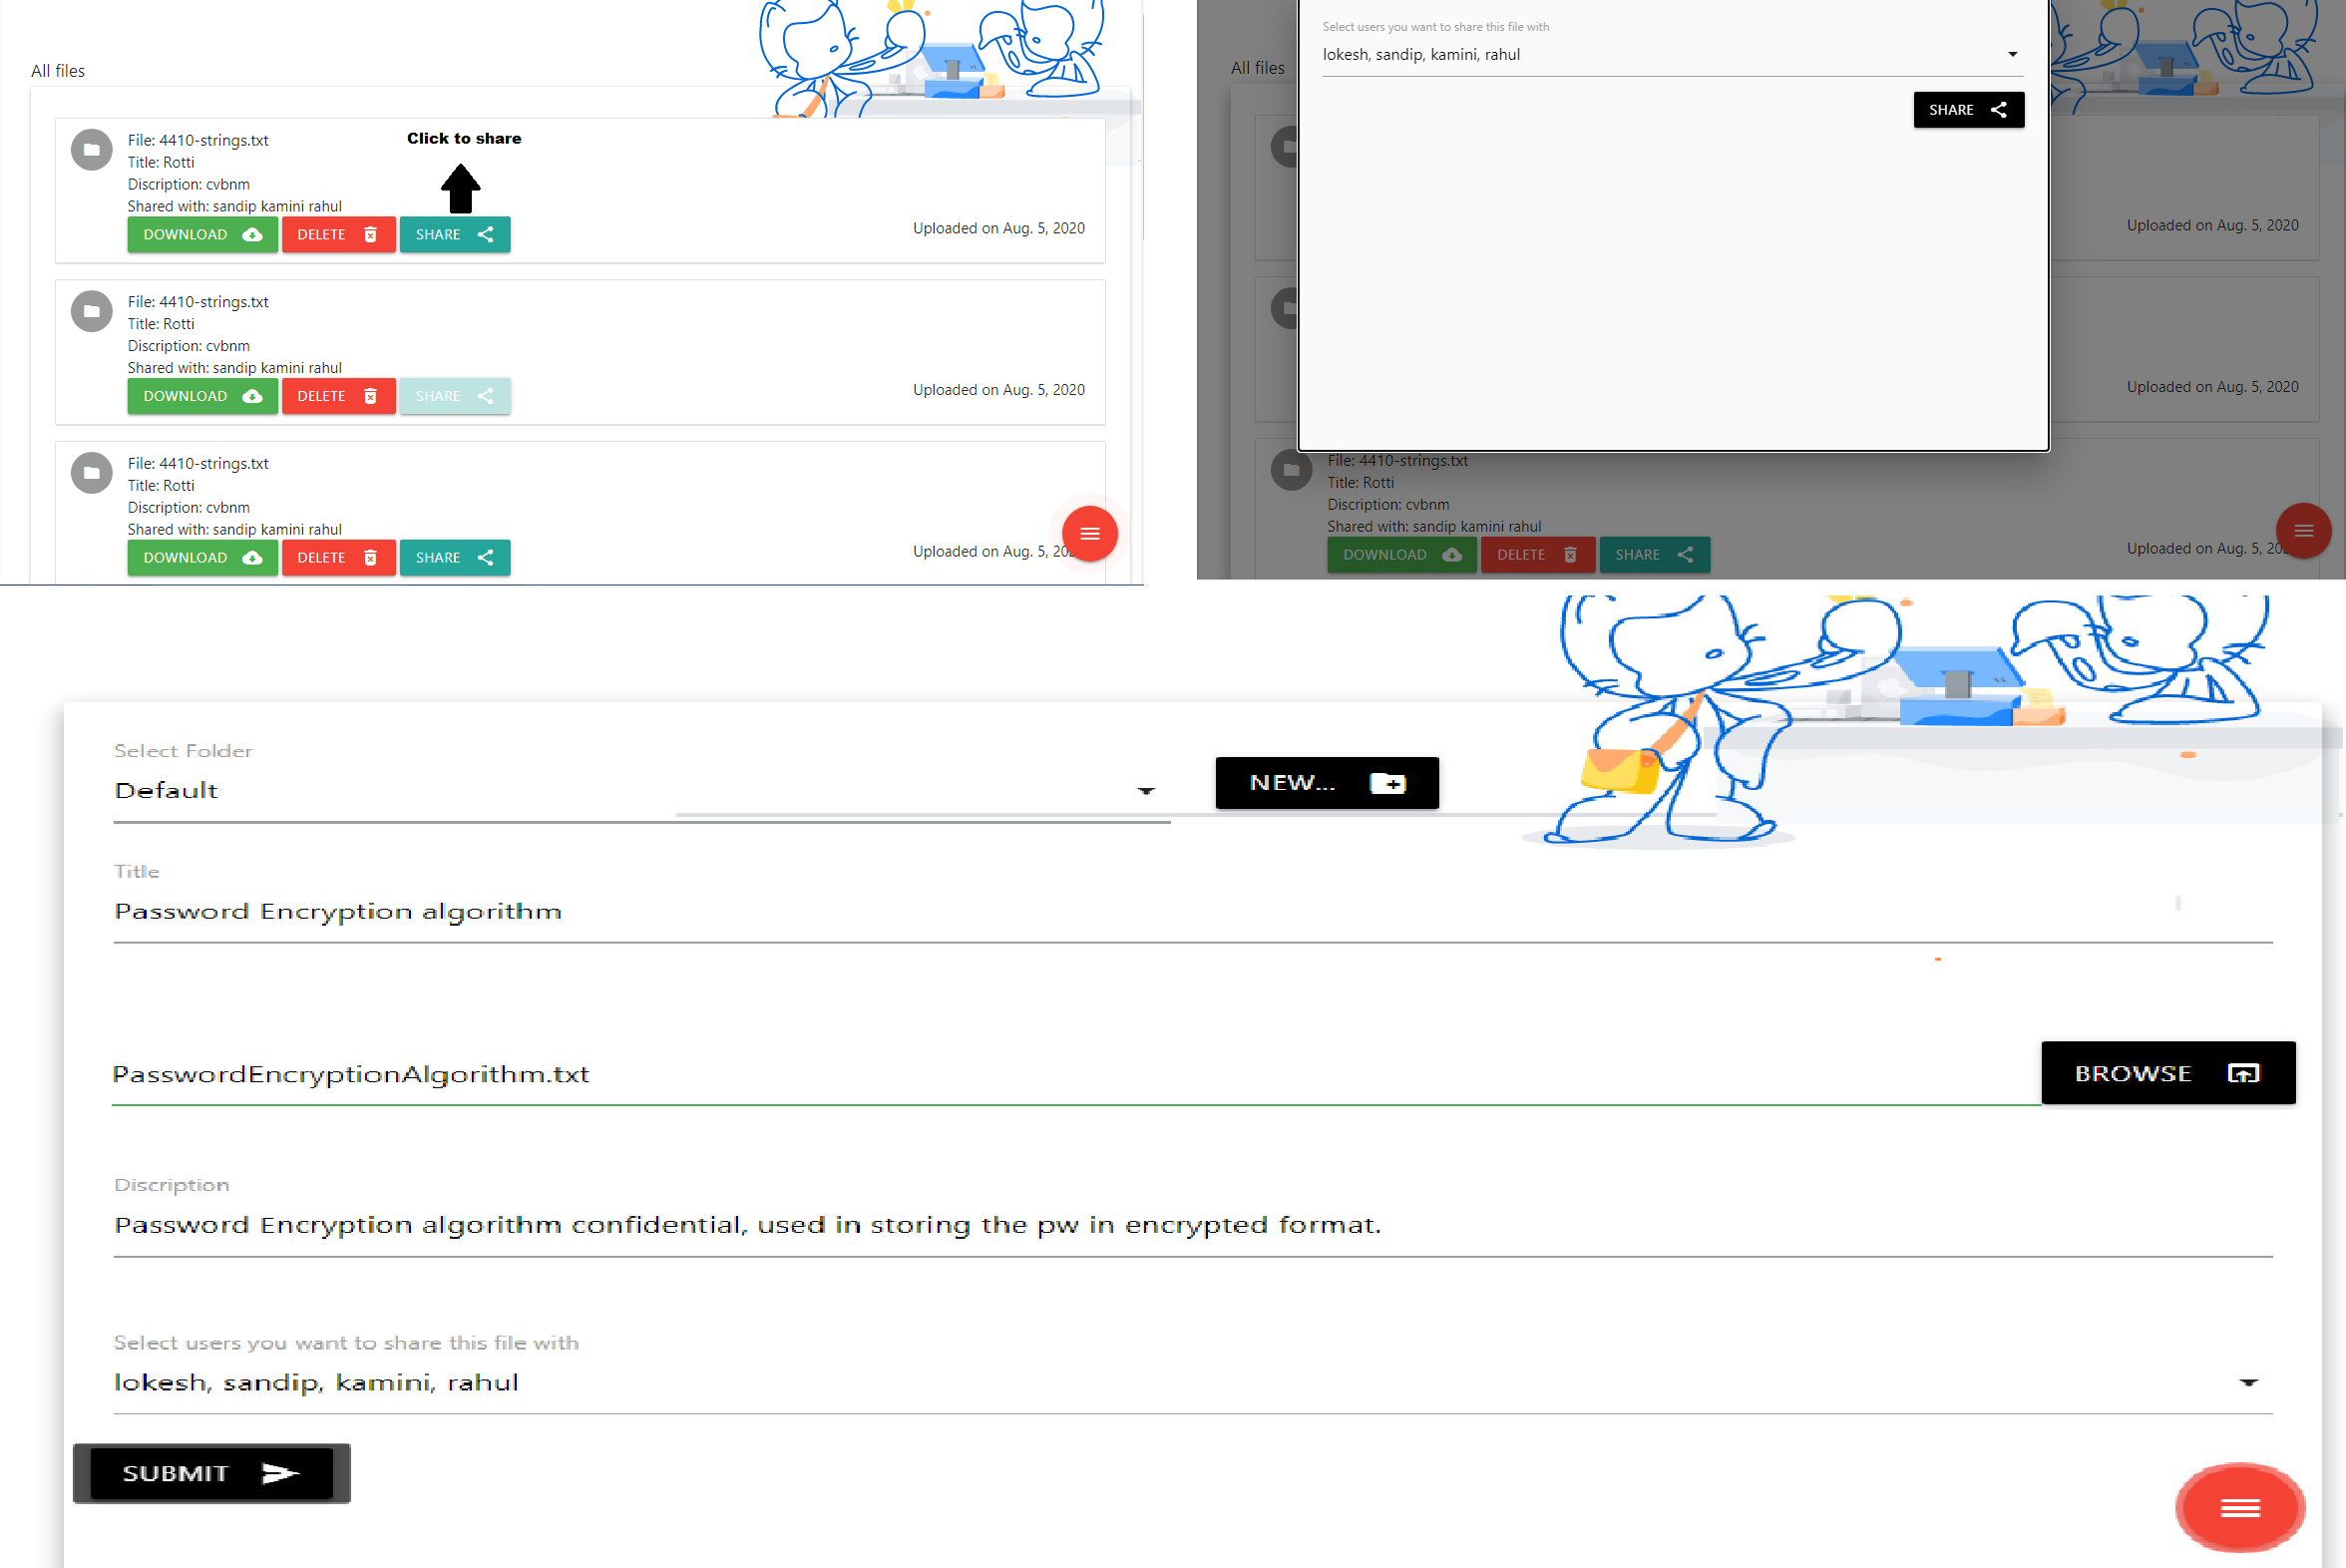 All files
File: 4410-strings.txt
Title: Rotti
Discription: cvbnm
Shared with: sandip kamini rahul
Click to share
DOWNLOAD DELETE SHARE
Uploaded on Aug. 5, 2020
File: 4410-strings.txt
Title: Rotti
Discription: cvbnm
Shared with: sandip kamini rahul
DOWNLOAD DELETE SHARE
Uploaded on Aug. 5, 2020
File: 4410-strings.txt
Title: Rotti
Discription: cvbnm
Shared with: sandip kamini rahul
DOWNLOAD DELETE SHARE
Uploaded on Aug. 5, 20
Select users you want to share this file with
lokesh, sandip, kamini, rahul
SHARE
All files
Uploaded on Aug. 5, 2020
Uploaded on Aug. 5, 2020
File: 4410-strings.txt
Title: Rotti
Discription: cvbnm
Shared with: sandip kamini rahul
DOWNLOAD DELETE SHARE
Uploaded on Aug. 5, 20
Select Folder
Default
NEW...
Title
Password Encryption algorithm
PasswordEncryptionAlgorithm.txt
BROWSE
Discription
Password Encryption algorithm confidential, used in storing the pw in encrypted format.
Select users you want to share this file with
lokesh, sandip, kamini, rahul
SUBMIT